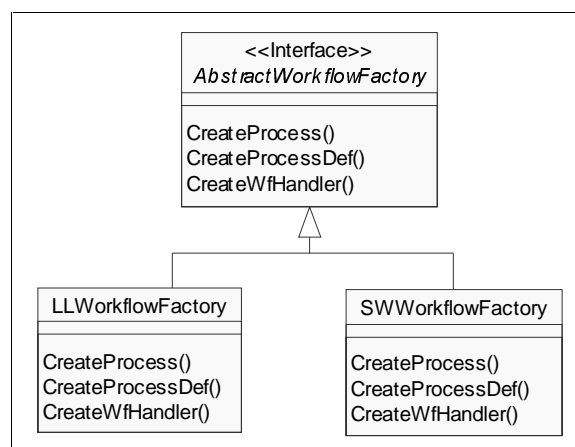 <<Interface>>
AbstractWorkflowFactory
CreateProcess()
CreateProcessDef()
CreateWfHandler()
LLWorkflowFactory
CreateProcess()
CreateProcessDef()
CreateWfHandler()
SWWorkflowFactory
CreateProcess()
CreateProcessDef()
CreateWfHandler()